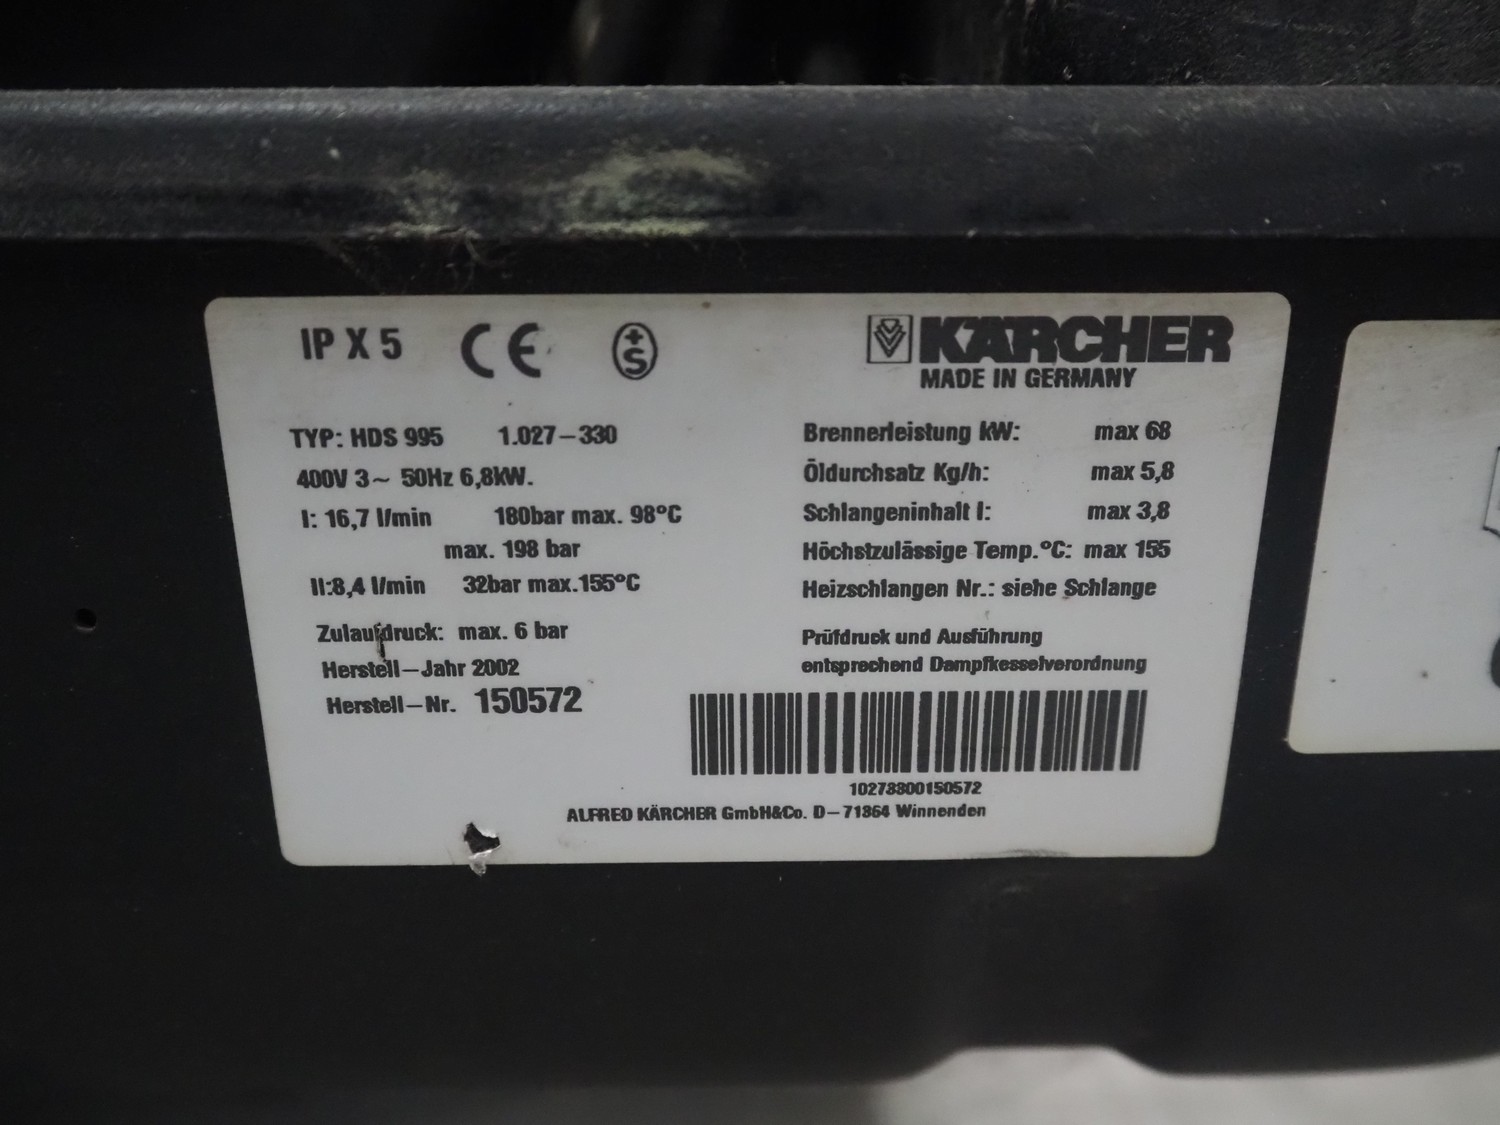 IP X 5 CE +S
KÄRCHER
MADE IN GERMANY
TYP: HDS 995 1.027-330
400V 3~ 50Hz 6,8kW.
I: 16,7 l/min 180bar max. 98°C
max. 198 bar
II:8,4 l/min 32bar max.155°C
Zulaufdruck: max. 6 bar
Herstell-Jahr 2002
Herstell-Nr. 150572
Brennerleistung kW: max 68
Öldurchsatz Kg/h: max 5,8
Schlangeninhalt l: max 3,8
Höchstzulässige Temp.°C: max 155
Heizschlangen Nr.: siehe Schlange
Prüfdruck und Ausführung
entsprechend Dampfkesselverordnung
10273300150572
ALFRED KÄRCHER GmbH&Co. D-71364 Winnenden